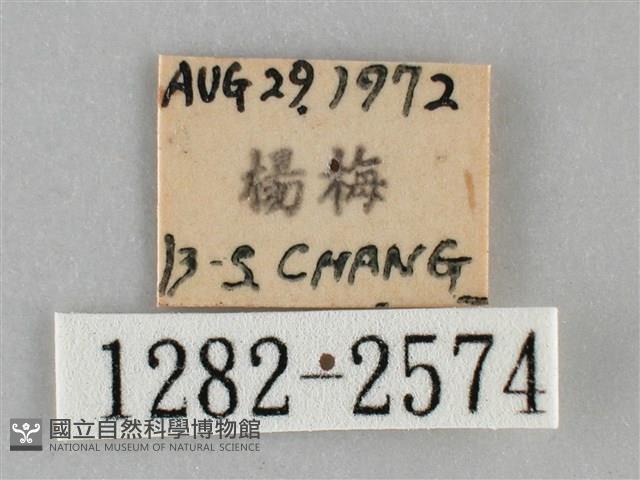 AUG 29. 1972
楊梅
B-S CHANG
1282-2574
國立自然科學博物館
NATIONAL MUSEUM OF NATURAL SCIENCE